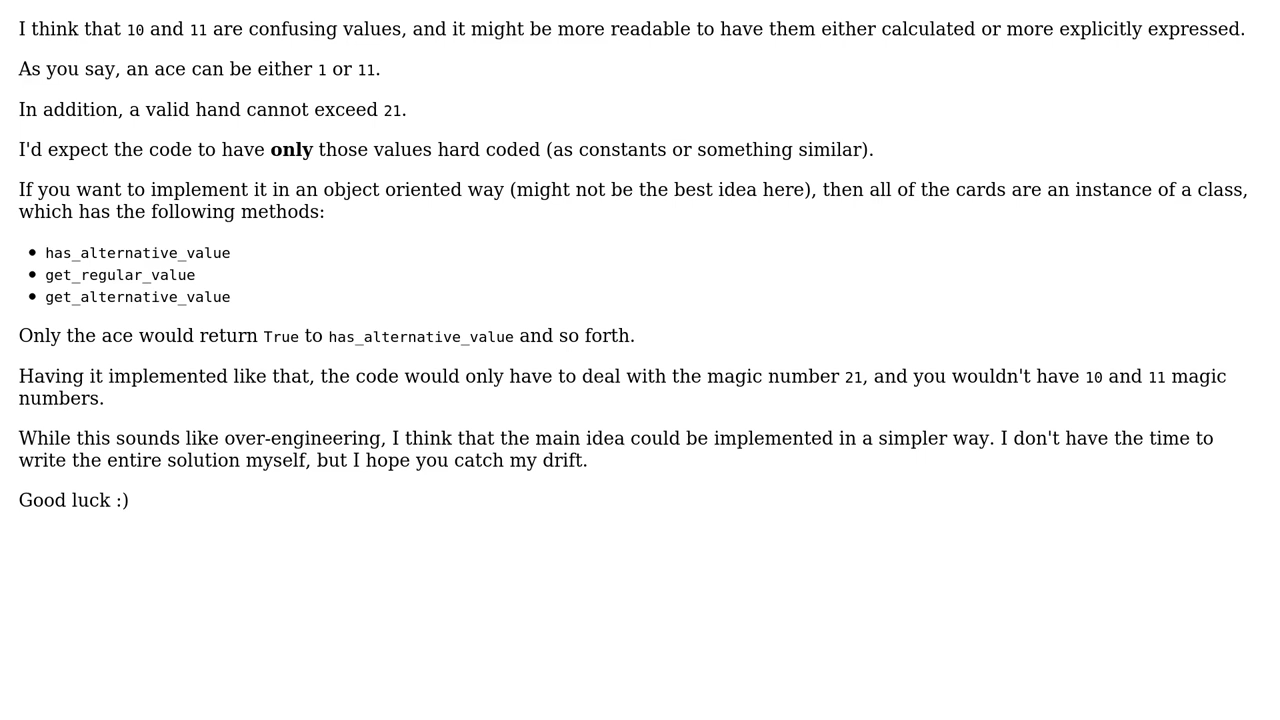 I think that 10 and 11 are confusing values, and it might be more readable to have them either calculated or more explicitly expressed.
As you say, an ace can be either 1 or 11.
In addition, a valid hand cannot exceed 21.
I'd expect the code to have only those values hard coded (as constants or something similar).
If you want to implement it in an object oriented way (might not be the best idea here), then all of the cards are an instance of a class,
which has the following methods:
• has_alternative_value
• get_regular_value
• get_alternative_value
Only the ace would return True to has_alternative_value and so forth.
Having it implemented like that, the code would only have to deal with the magic number 21, and you wouldn't have 10 and 11 magic
numbers.
While this sounds like over-engineering, I think that the main idea could be implemented in a simpler way. I don't have the time to
write the entire solution myself, but I hope you catch my drift.
Good luck :)